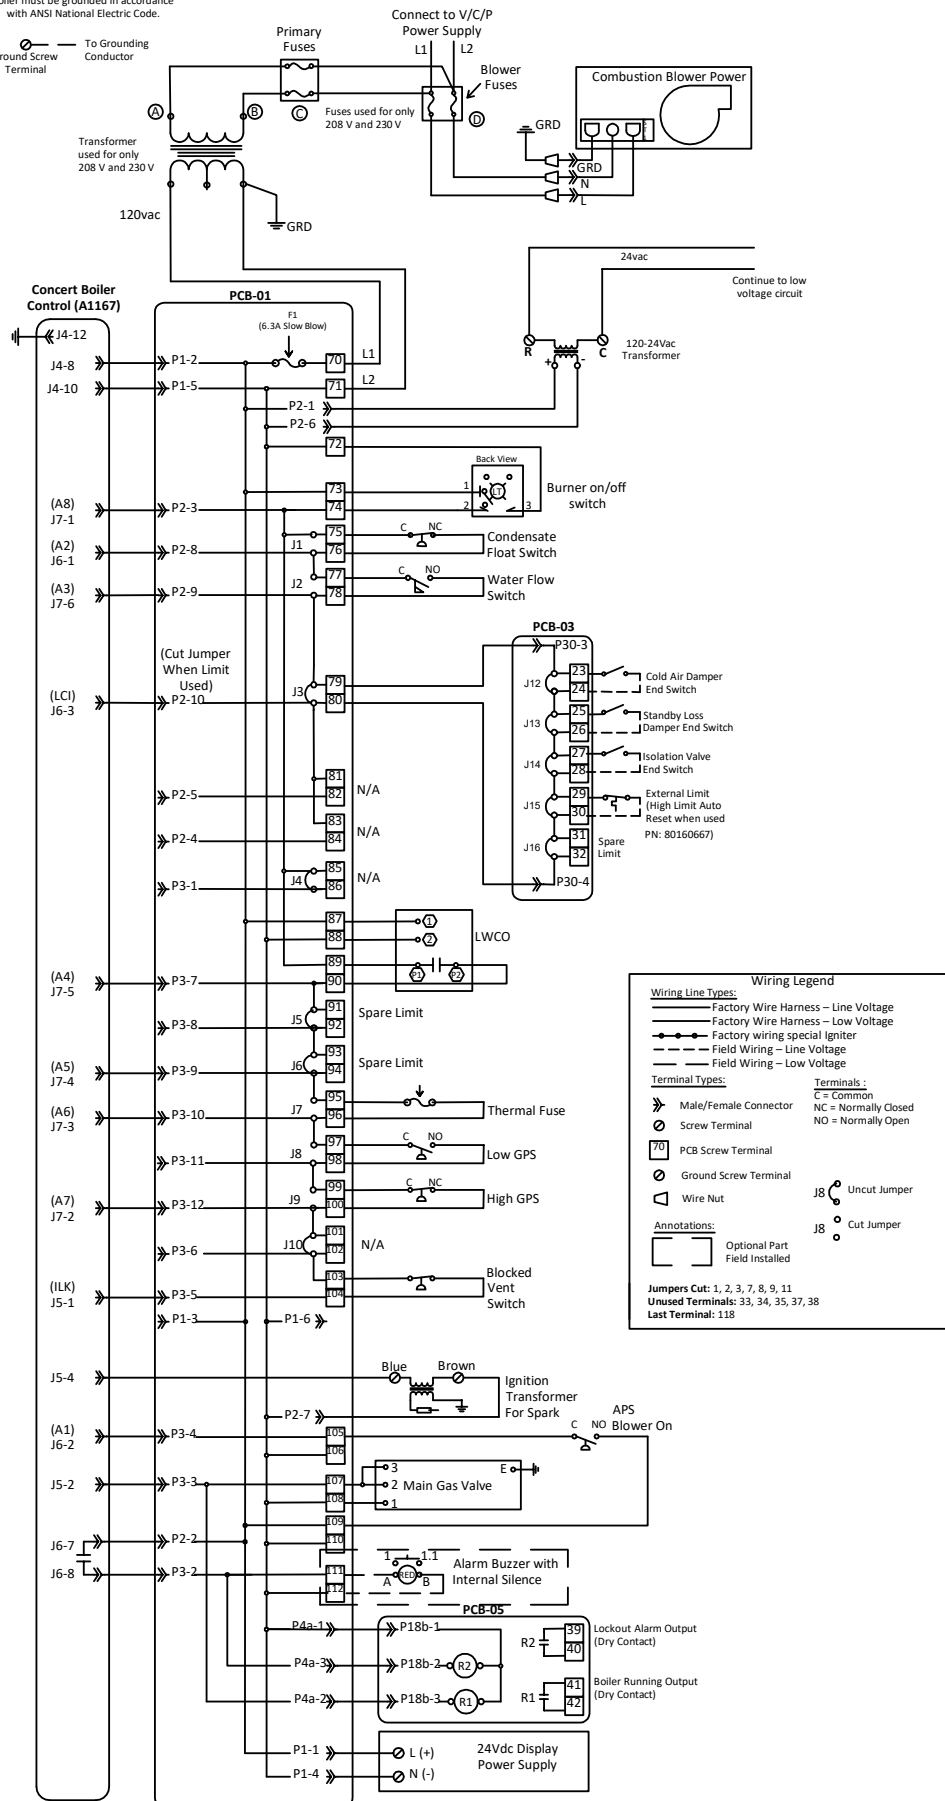 with ANSI National Electric Code.
To Grounding
Conductor
Terminal
Primary
Fuses
Connect to V/C/P
Power Supply
L1
L2
Blower
Fuses
Combustion Blower Power
A
B
C
D
Fuses used for only
208 V and 230 V
GRD
GRD
N
L
Transformer
used for only
208 V and 230 V
120vac
GRD
24vac
Continue to low
voltage circuit
R
C
120-24Vac
Transformer
+
-
Concert Boiler
Control (A1167)
PCB-01
F1
(6.3A Slow Blow)
J4-12
J4-8
P1-2
70
L1
J4-10
P1-5
71
L2
P2-1
P2-6
72
Back View
73
1
LT
Burner on/off
switch
(A8)
J7-1
P2-3
74
2
3
75
C
NC
Condensate
Float Switch
(A2)
J6-1
P2-8
J1
76
77
C
NO
Water Flow
Switch
J2
(A3)
J7-6
P2-9
78
PCB-03
P30-3
(Cut Jumper
When Limit
Used)
79
J3
(LCI)
J6-3
P2-10
80
J12
23
24
Cold Air Damper
End Switch
J13
25
26
Standby Loss
Damper End Switch
J14
27
28
Isolation Valve
End Switch
J15
29
30
External Limit
(High Limit Auto
Reset when used
PN: 80160667)
J16
31
32
Spare
Limit
P30-4
81
P2-5
82
N/A
83
P2-4
84
N/A
85
J4
P3-1
86
N/A
87
1
88
2
LWCO
89
P1
P2
(A4)
J7-5
P3-7
90
91
Spare Limit
J5
P3-8
92
93
J6
Spare Limit
(A5)
J7-4
P3-9
94
95
Thermal Fuse
J7
(A6)
J7-3
P3-10
96
97
C
NO
Low GPS
J8
P3-11
98
99
C
NC
High GPS
J9
(A7)
J7-2
P3-12
100
101
J10
N/A
P3-6
102
103
Blocked
Vent
Switch
(ILK)
J5-1
P3-5
104
P1-3
P1-6
J5-4
Blue
Brown
Ignition
Transformer
For Spark
P2-7
APS
Blower On
C
NO
(A1)
J6-2
P3-4
105
106
J5-2
P3-3
107
108
3
2
1
Main Gas Valve
E
109
J6-7
P2-2
110
J6-8
P3-2
111
112
1
1.1
A
RED
B
Alarm Buzzer with
Internal Silence
PCB-05
P4a-1
P18b-1
P4a-3
P18b-2
R2
P4a-2
P18b-3
R1
R2
39
40
Lockout Alarm Output
(Dry Contact)
R1
41
42
Boiler Running Output
(Dry Contact)
P1-1
L (+)
P1-4
N (-)
24Vdc Display
Power Supply
Wiring Legend
Wiring Line Types:
Factory Wire Harness – Line Voltage
Factory Wire Harness – Low Voltage
Factory wiring special Igniter
Field Wiring – Line Voltage
Field Wiring – Low Voltage
Terminal Types:
Male/Female Connector
Screw Terminal
70
PCB Screw Terminal
Ground Screw Terminal
Wire Nut
Terminals :
C = Common
NC = Normally Closed
NO = Normally Open
J8
Uncut Jumper
J8
Cut Jumper
Annotations:
Optional Part
Field Installed
Jumpers Cut: 1, 2, 3, 7, 8, 9, 11
Unused Terminals: 33, 34, 35, 37, 38
Last Terminal: 118